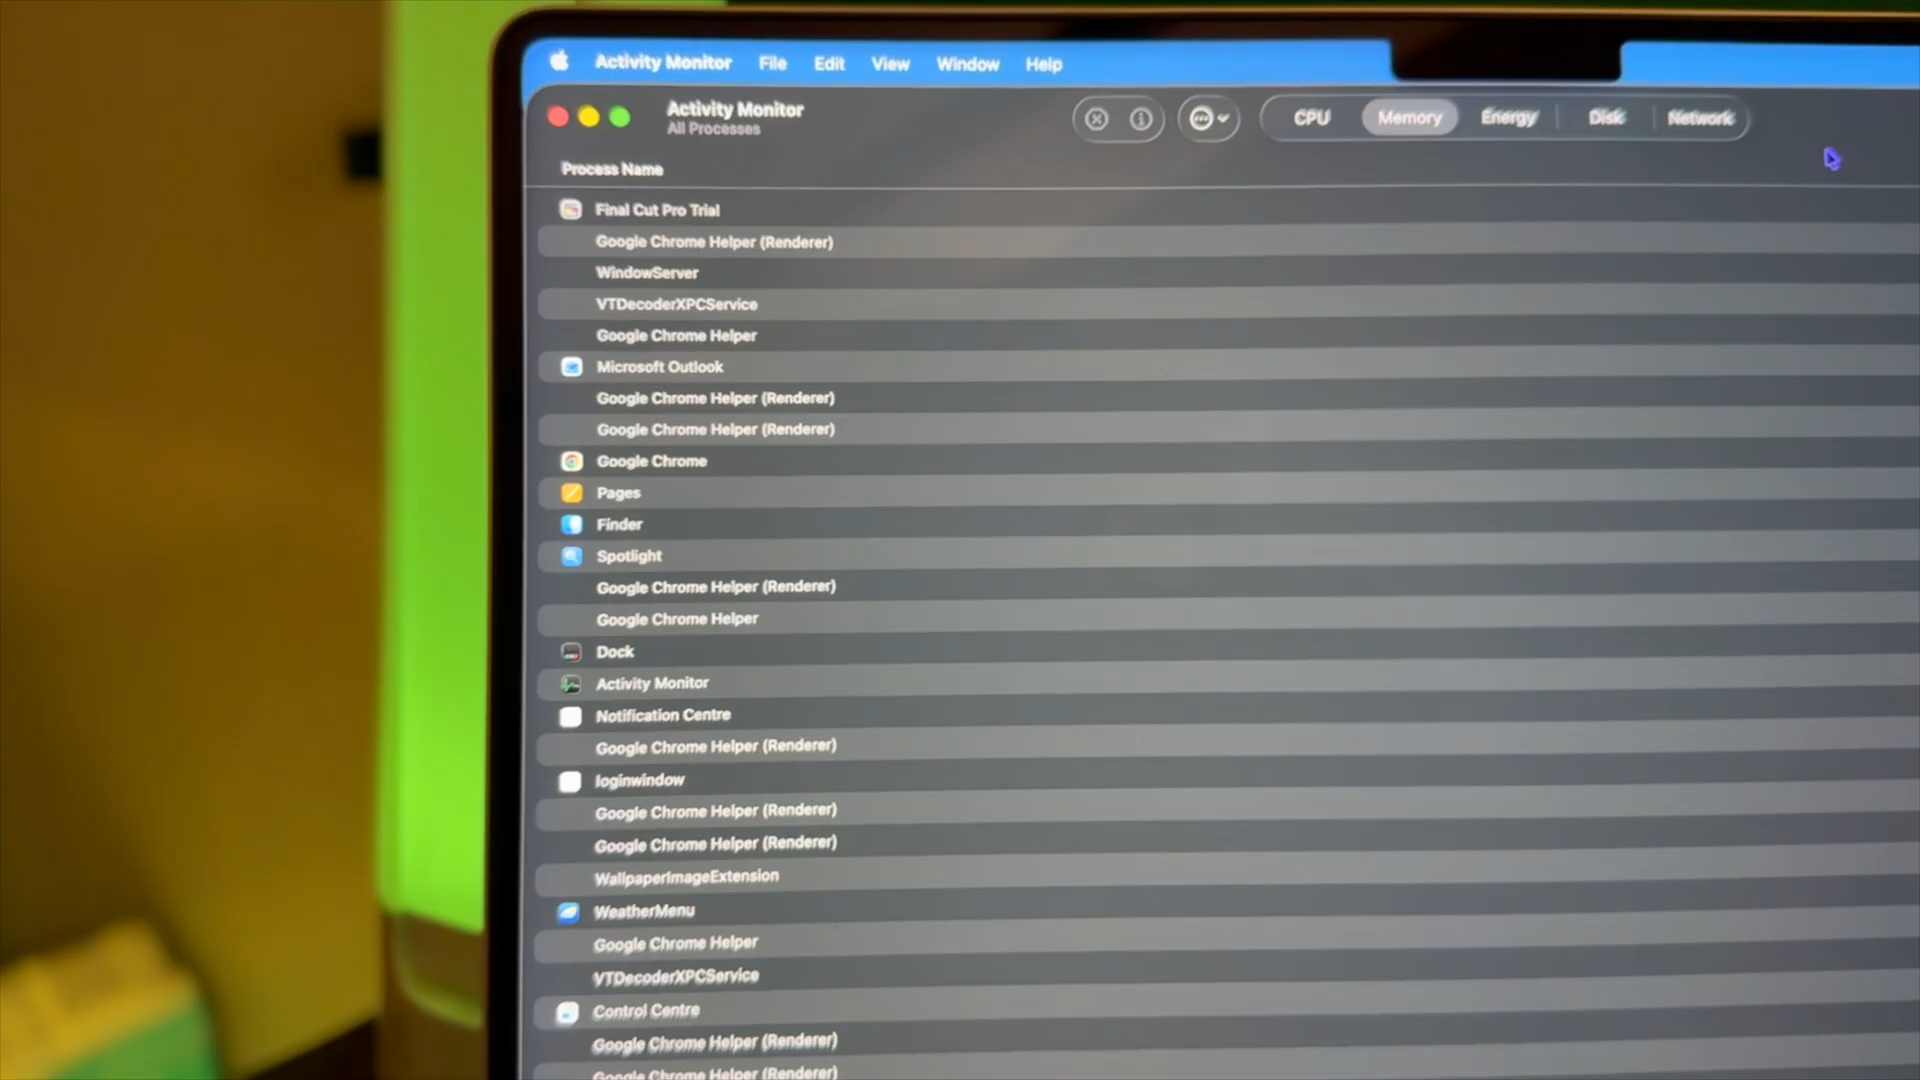 Activity Monitor File Edit View Window Help
Activity Monitor
All Processes
CPU Memory Energy Disk Network
Process Name
Final Cut Pro Trial
Google Chrome Helper (Renderer)
WindowServer
VTDecoderXPCService
Google Chrome Helper
Microsoft Outlook
Google Chrome Helper (Renderer)
Google Chrome Helper (Renderer)
Google Chrome
Pages
Finder
Spotlight
Google Chrome Helper (Renderer)
Google Chrome Helper
Dock
Activity Monitor
Notification Centre
Google Chrome Helper (Renderer)
loginwindow
Google Chrome Helper (Renderer)
Google Chrome Helper (Renderer)
WallpaperImageExtension
WeatherMenu
Google Chrome Helper
VTDecoderXPCService
Control Centre
Google Chrome Helper (Renderer)
Google Chrome Helper (Renderer)